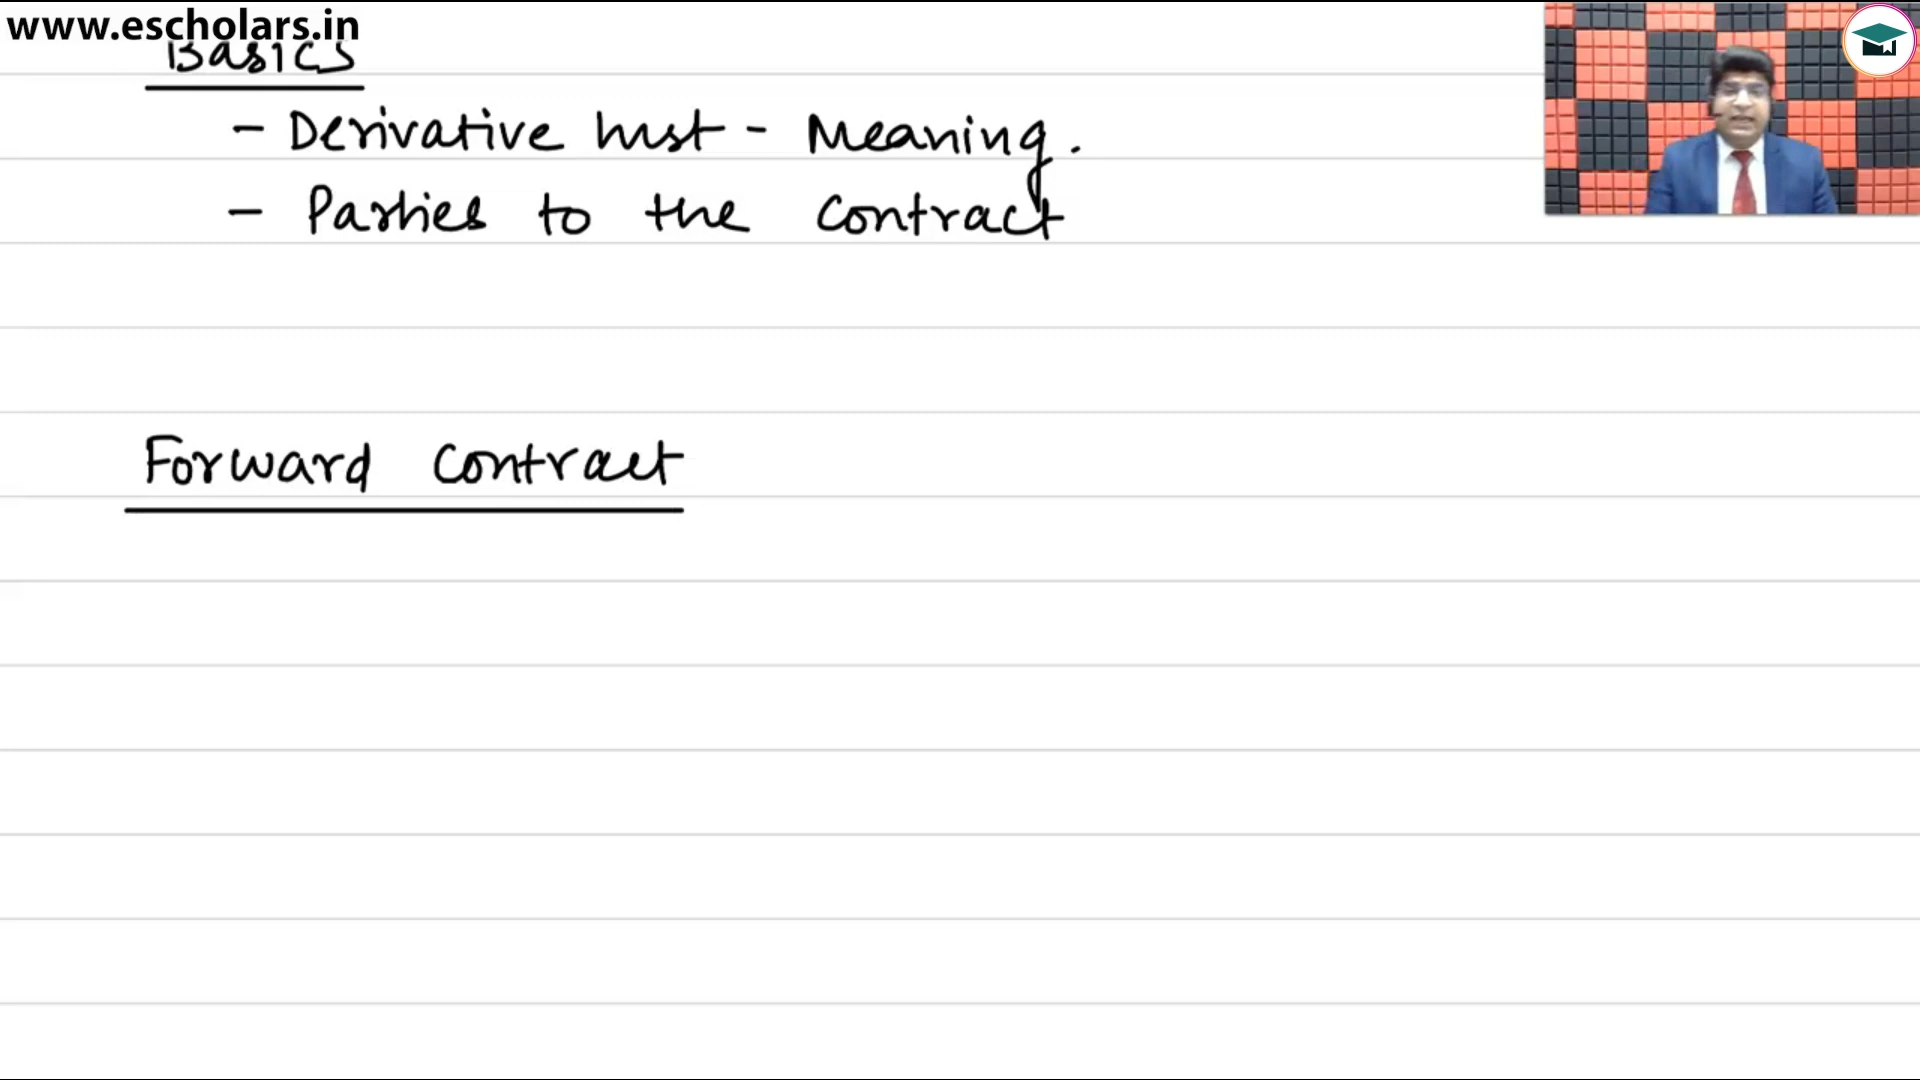 www.escholars.in
Basics
- Derivative Inst - Meaning.
- Parties to the contract
Forward Contract